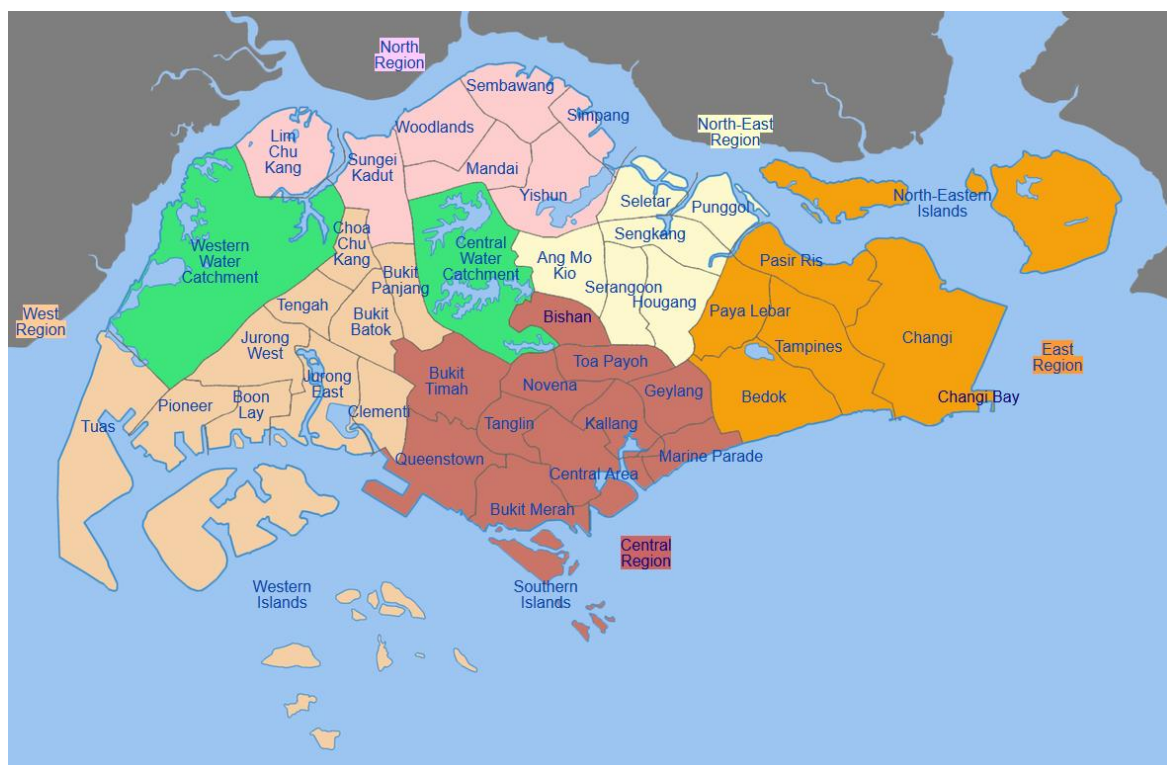 North
Region
Sembawang
Simpang
Woodlands
North-East
Region
Lim
Chu
Kang
Sungei
Kadut
Mandai
Yishun
Seletar
Punggol
North-Eastern
Islands
Western
Water
Catchment
Choa
Chu
Kang
Central
Water
Catchment
Sengkang
Ang Mo
Kio
Pasir Ris
Bukit
Panjang
Serangoon
Hougang
West
Region
Tengah
Bukit
Batok
Bishan
Paya Lebar
Tampines
Changi
East
Region
Jurong
West
Toa Payoh
Bukit
Timah
Novena
Geylang
Jurong
East
Bedok
Changi Bay
Pioneer
Boon
Lay
Clementi
Tuas
Tanglin
Kallang
Queenstown
Central Area
Marine Parade
Bukit Merah
Central
Region
Western
Islands
Southern
Islands